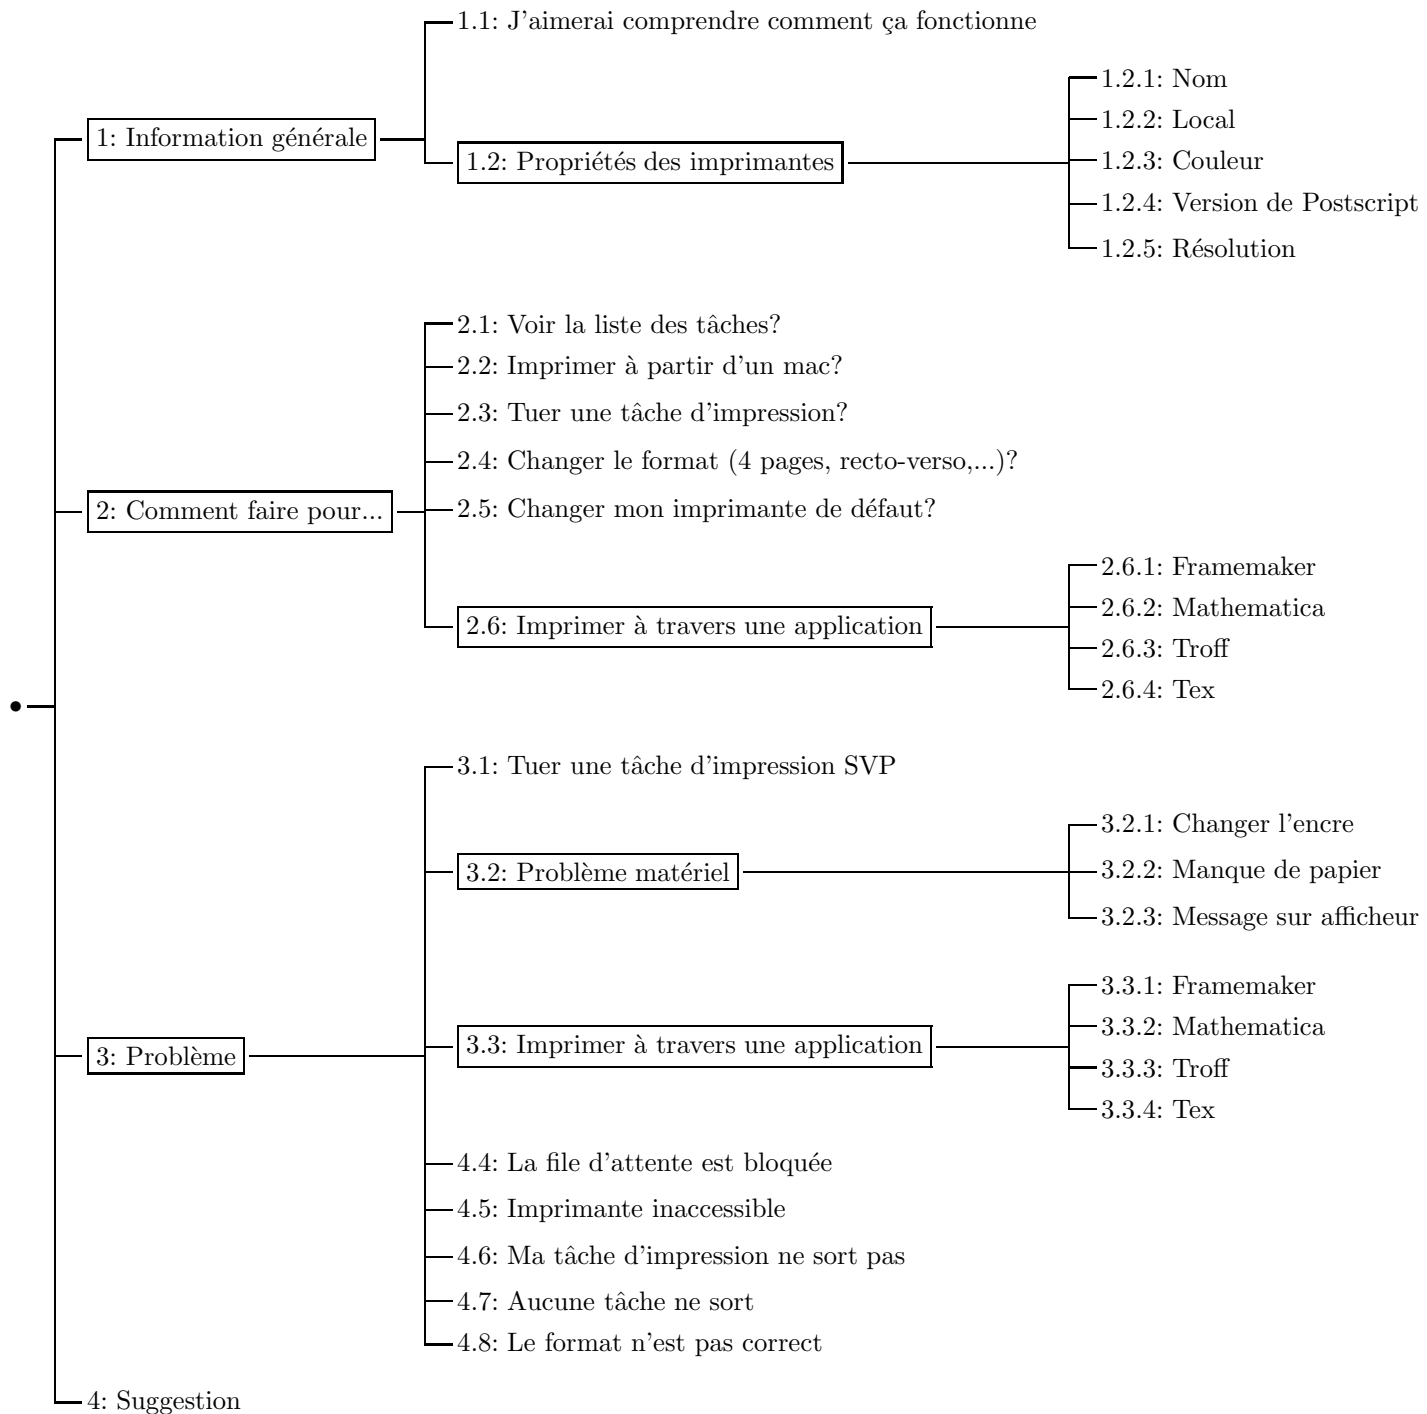 1: Information générale
1.1: J'aimerai comprendre comment ça fonctionne
1.2: Propriétés des imprimantes
1.2.1: Nom
1.2.2: Local
1.2.3: Couleur
1.2.4: Version de Postscript
1.2.5: Résolution
2: Comment faire pour...
2.1: Voir la liste des tâches?
2.2: Imprimer à partir d'un mac?
2.3: Tuer une tâche d'impression?
2.4: Changer le format (4 pages, recto-verso,...)?
2.5: Changer mon imprimante de défaut?
2.6: Imprimer à travers une application
2.6.1: Framemaker
2.6.2: Mathematica
2.6.3: Troff
2.6.4: Tex
3: Problème
3.1: Tuer une tâche d'impression SVP
3.2: Problème matériel
3.2.1: Changer l'encre
3.2.2: Manque de papier
3.2.3: Message sur afficheur
3.3: Imprimer à travers une application
3.3.1: Framemaker
3.3.2: Mathematica
3.3.3: Troff
3.3.4: Tex
4.4: La file d'attente est bloquée
4.5: Imprimante inaccessible
4.6: Ma tâche d'impression ne sort pas
4.7: Aucune tâche ne sort
4.8: Le format n'est pas correct
4: Suggestion